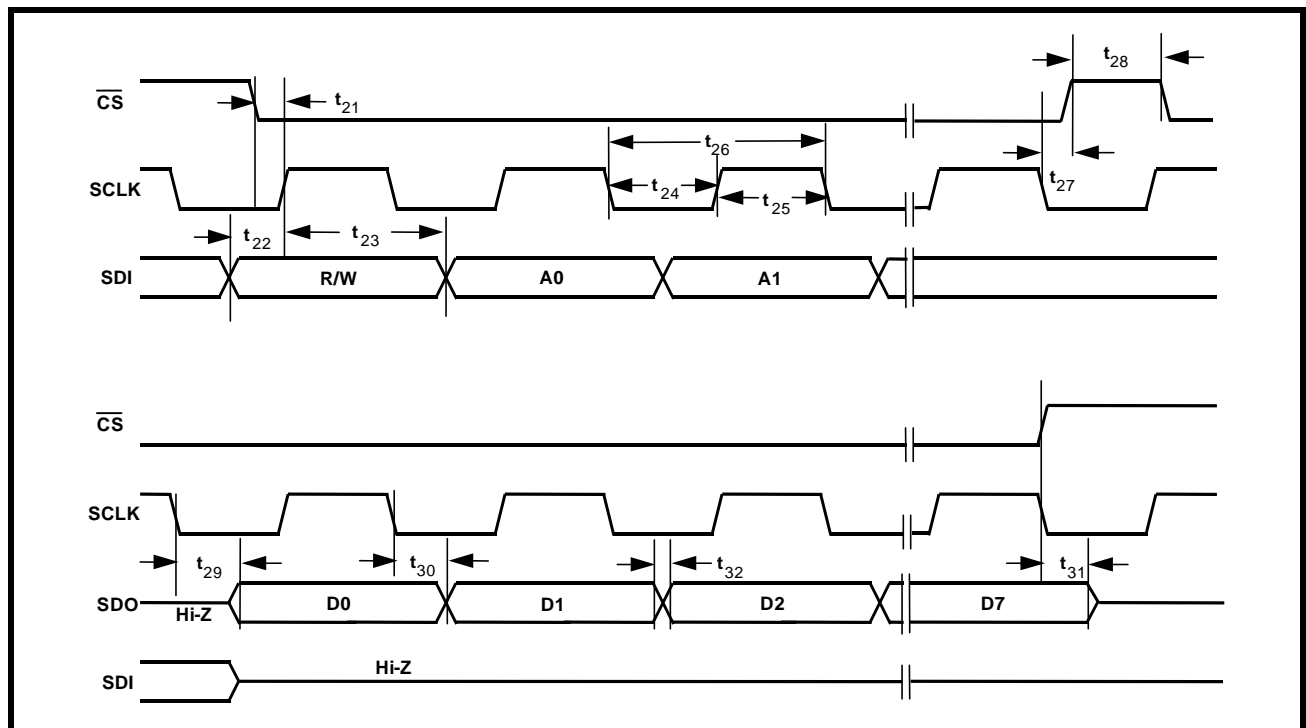 t28
CS
t21
t26
SCLK
t24
t25
t27
t22
t23
SDI
R/W
A0
A1
CS
SCLK
t29
t30
t32
t31
SDO
Hi-Z
D0
D1
D2
D7
SDI
Hi-Z